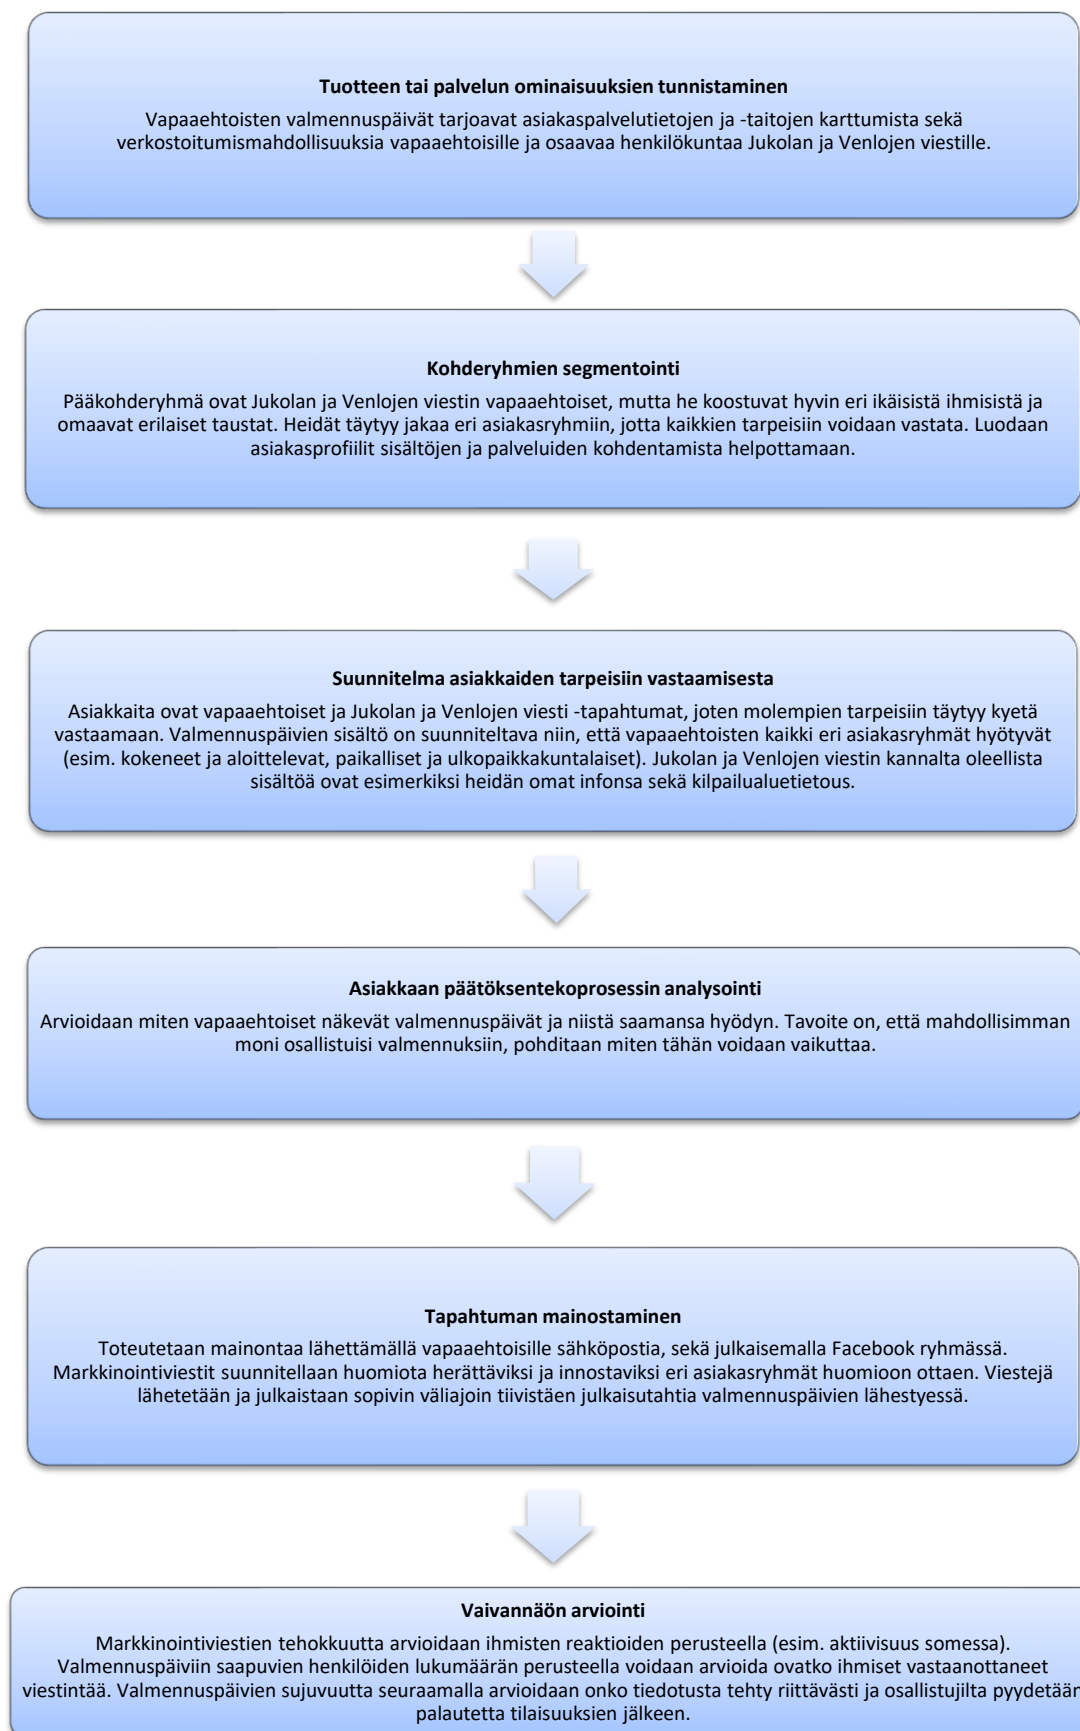 Tuotteen tai palvelun ominaisuuksien tunnistaminen
Vapaaehtoisten valmennuspäivät tarjoavat asiakaspalvelutietojen ja -taitojen karttumista sekä
verkostoitumismahdollisuuksia vapaaehtoisille ja osaavaa henkilökuntaa Jukolan ja Venlojen viestille.
Kohderyhmien segmentointi
Pääkohderyhmä ovat Jukolan ja Venlojen viestin vapaaehtoiset, mutta he koostuvat hyvin eri ikäisistä ihmisistä ja
omaavat erilaiset taustat. Heidät täytyy jakaa eri asiakasryhmiin, jotta kaikkien tarpeisiin voidaan vastata. Luodaan
asiakasprofiilit sisältöjen ja palveluiden kohdentamista helpottamaan.
Suunnitelma asiakkaiden tarpeisiin vastaamisesta
Asiakkaita ovat vapaaehtoiset ja Jukolan ja Venlojen viesti -tapahtumat, joten molempien tarpeisiin täytyy kyetä
vastaamaan. Valmennuspäivien sisältö on suunniteltava niin, että vapaaehtoisten kaikki eri asiakasryhmät hyötyvät
(esim. kokeneet ja aloittelevat, paikalliset ja ulkopaikkakuntalaiset). Jukolan ja Venlojen viestin kannalta oleellista
sisältöä ovat esimerkiksi heidän omat infonsa sekä kilpailualuetietous.
Asiakkaan päätöksentekoprosessin analysointi
Arvioidaan miten vapaaehtoiset näkevät valmennuspäivät ja niistä saamansa hyödyn. Tavoite on, että mahdollisimman
moni osallistuisi valmennuksiin, pohditaan miten tähän voidaan vaikuttaa.
Tapahtuman mainostaminen
Toteutetaan mainontaa lähettämällä vapaaehtoisille sähköpostia, sekä julkaisemalla Facebook ryhmässä.
Markkinointiviestit suunnitellaan huomiota herättäviksi ja innostaviksi eri asiakasryhmät huomioon ottaen. Viestejä
lähetetään ja julkaistaan sopivin väliajoin tiivistäen julkaisutahtia valmennuspäivien lähestyessä.
Vaivannäön arviointi
Markkinointiviestien tehokkuutta arvioidaan ihmisten reaktioiden perusteella (esim. aktiivisuus somessa).
Valmennuspäiviin saapuvien henkilöiden lukumäärän perusteella voidaan arvioida ovatko ihmiset vastaanottaneet
viestintää. Valmennuspäivien sujuvuutta seuraamalla arvioidaan onko tiedotusta tehty riittävästi ja osallistujilta pyydetään
palautetta tilaisuuksien jälkeen.